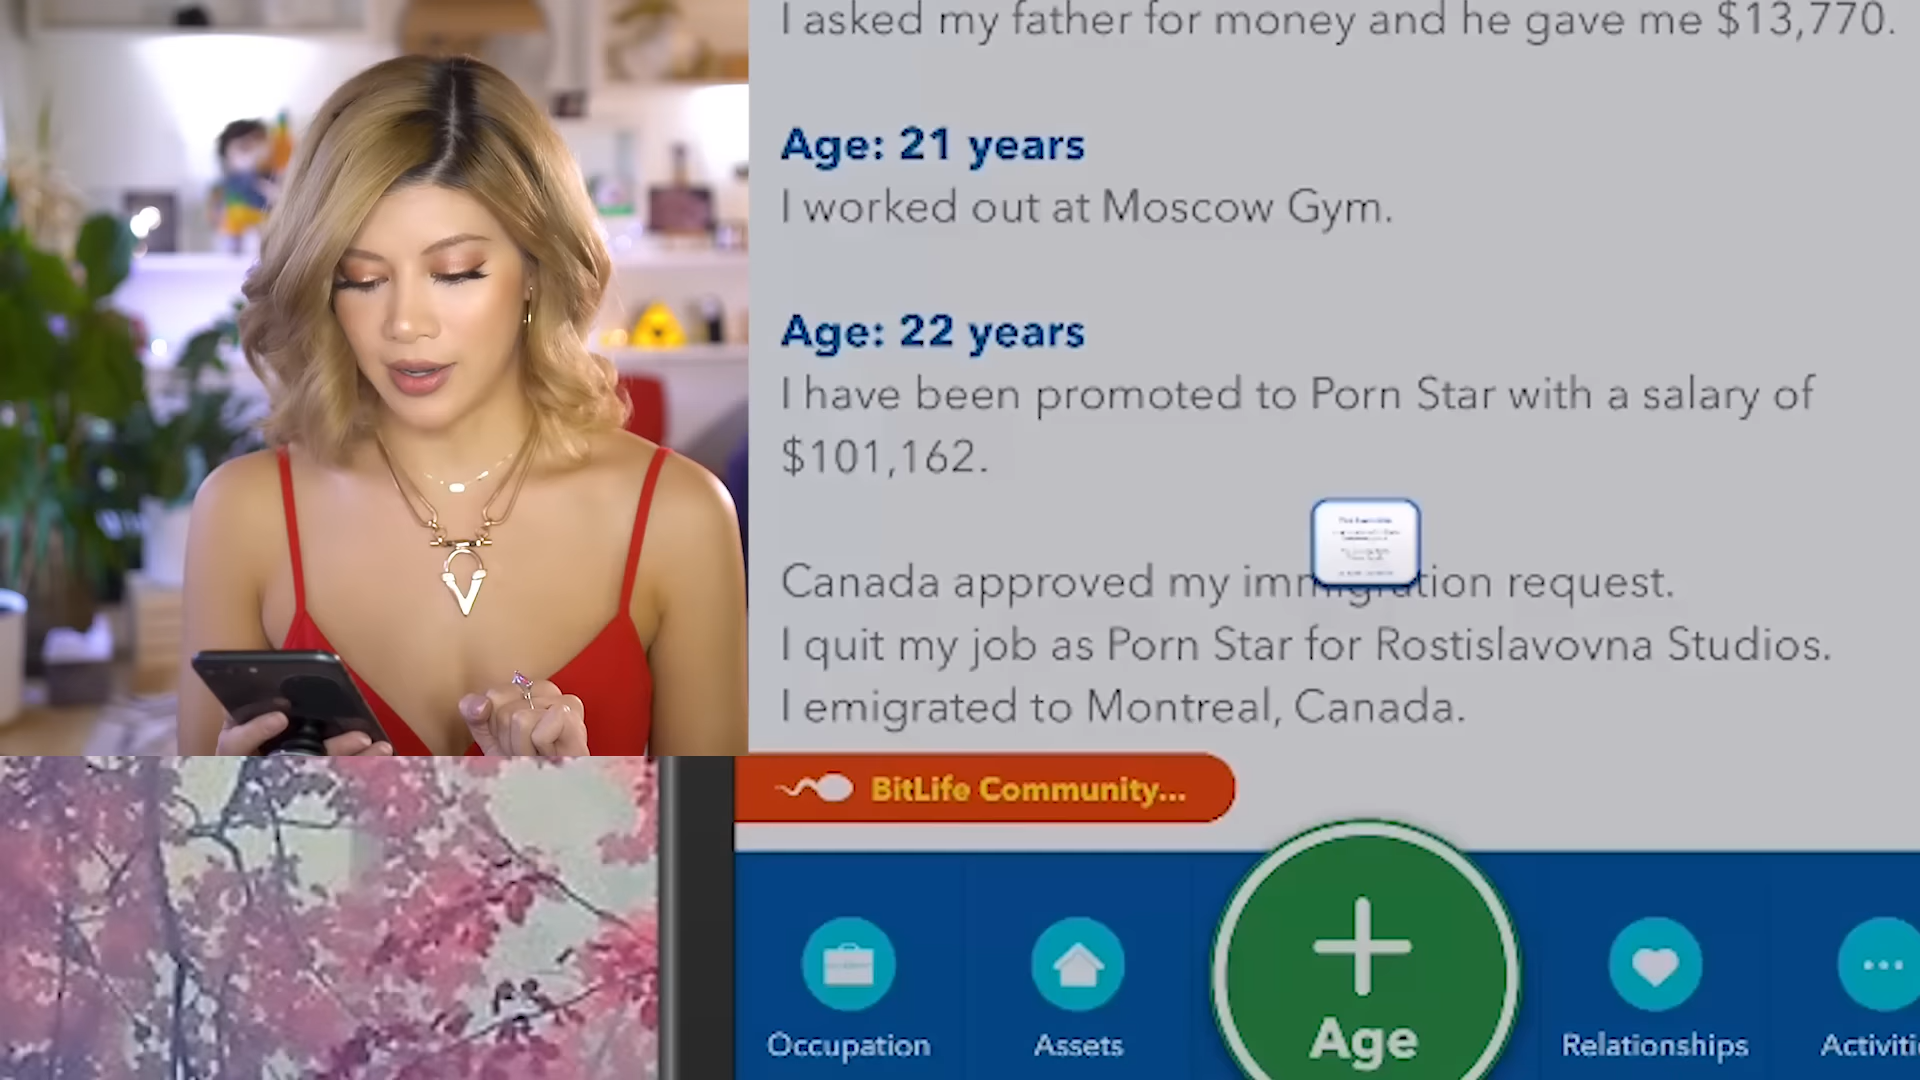 I asked my father for money and he gave me $13,770.
Age: 21 years
I worked out at Moscow Gym.
Age: 22 years
I have been promoted to Porn Star with a salary of
$101,162.
Canada approved my immigration request.
I quit my job as Porn Star for Rostislavovna Studios.
I emigrated to Montreal, Canada.
BitLife Community...
Occupation
Assets
Age
Relationships
Activiti